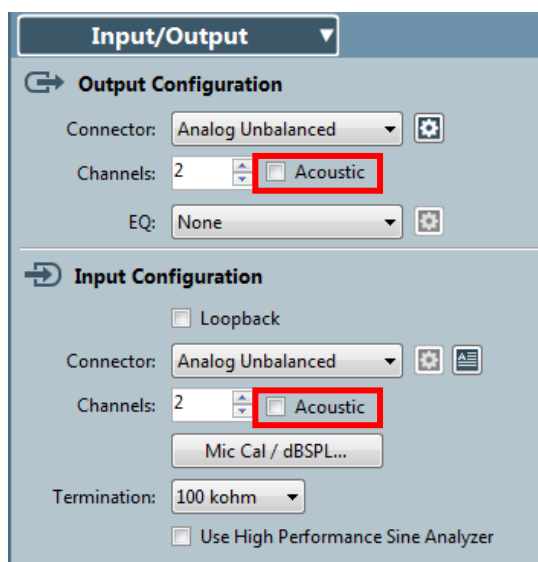 Input/Output
Output Configuration
Connector: Analog Unbalanced
Channels: 2 Acoustic
EQ: None
Input Configuration
Loopback
Connector: Analog Unbalanced
Channels: 2 Acoustic
Mic Cal / dBSPL...
Termination: 100 kohm
Use High Performance Sine Analyzer